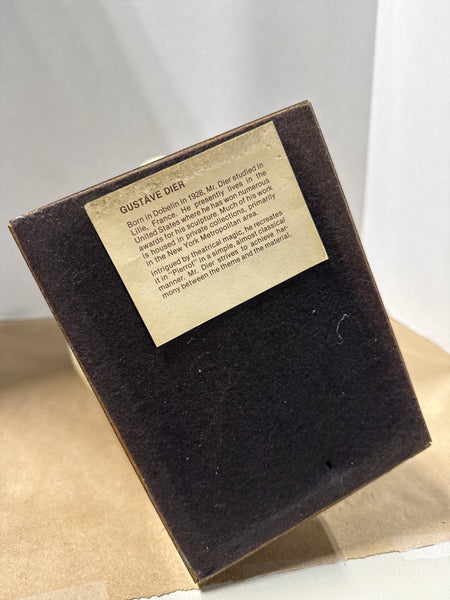 GUSTAVE DIER
Born in Dobelin in 1928, Mr. Dier studied in
Lille, France. He presently lives in the
United States where he has won numerous
awards for his sculpture. Much of his work
is housed in private collections, primarily
in the New York Metropolitan area.
Intrigued by theatrical magic, he recreates
it in "Pierrot" in a simple, almost classical
manner. Mr. Dier strives to achieve har-
mony between the theme and the material.